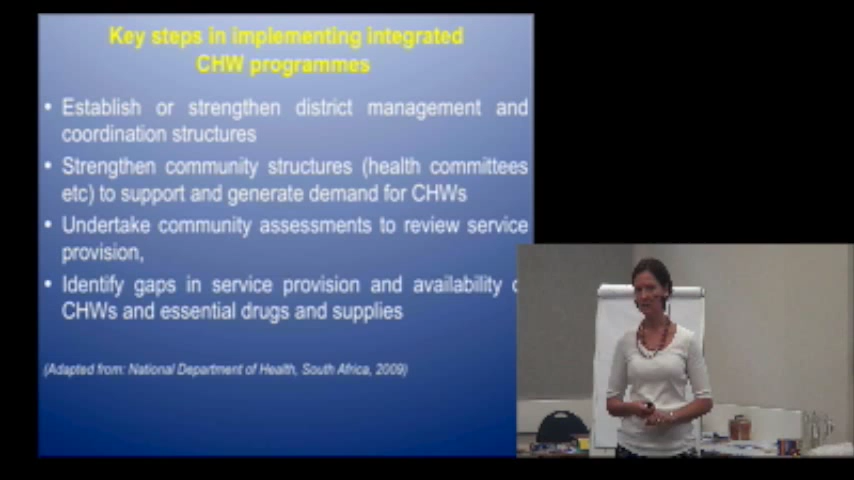 Key steps in implementing integrated
CHW programmes
• Establish or strengthen district management and
coordination structures
• Strengthen community structures (health committees
etc) to support and generate demand for CHWs
• Undertake community assessments to review service
provision,
• Identify gaps in service provision and availability
CHWs and essential drugs and supplies
(Adapted from: National Department of Health, South Africa, 2009)